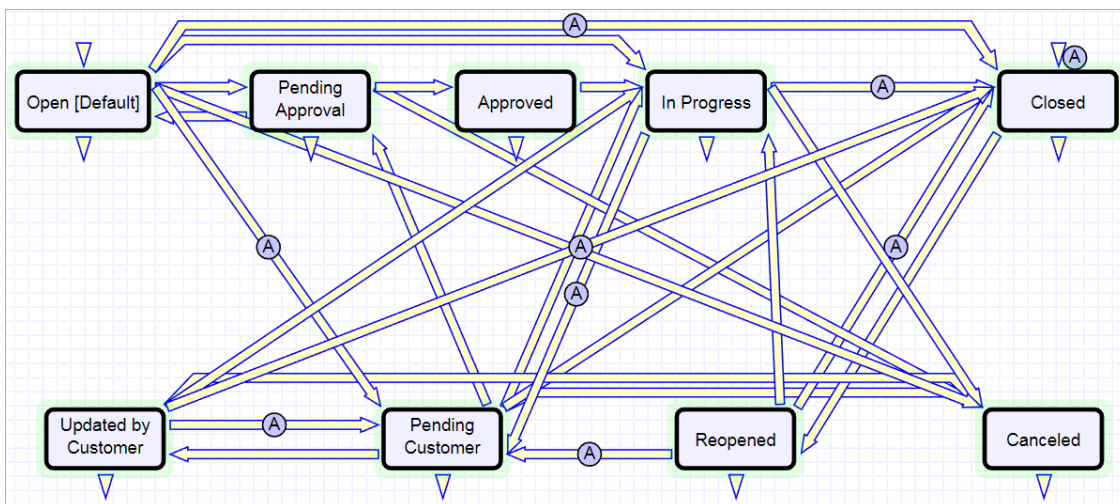 A
A
Open [Default]
Pending
Approval
Approved
In Progress
A
Closed
A
A
A
A
Updated by
Customer
A
Pending
Customer
A
Reopened
Canceled